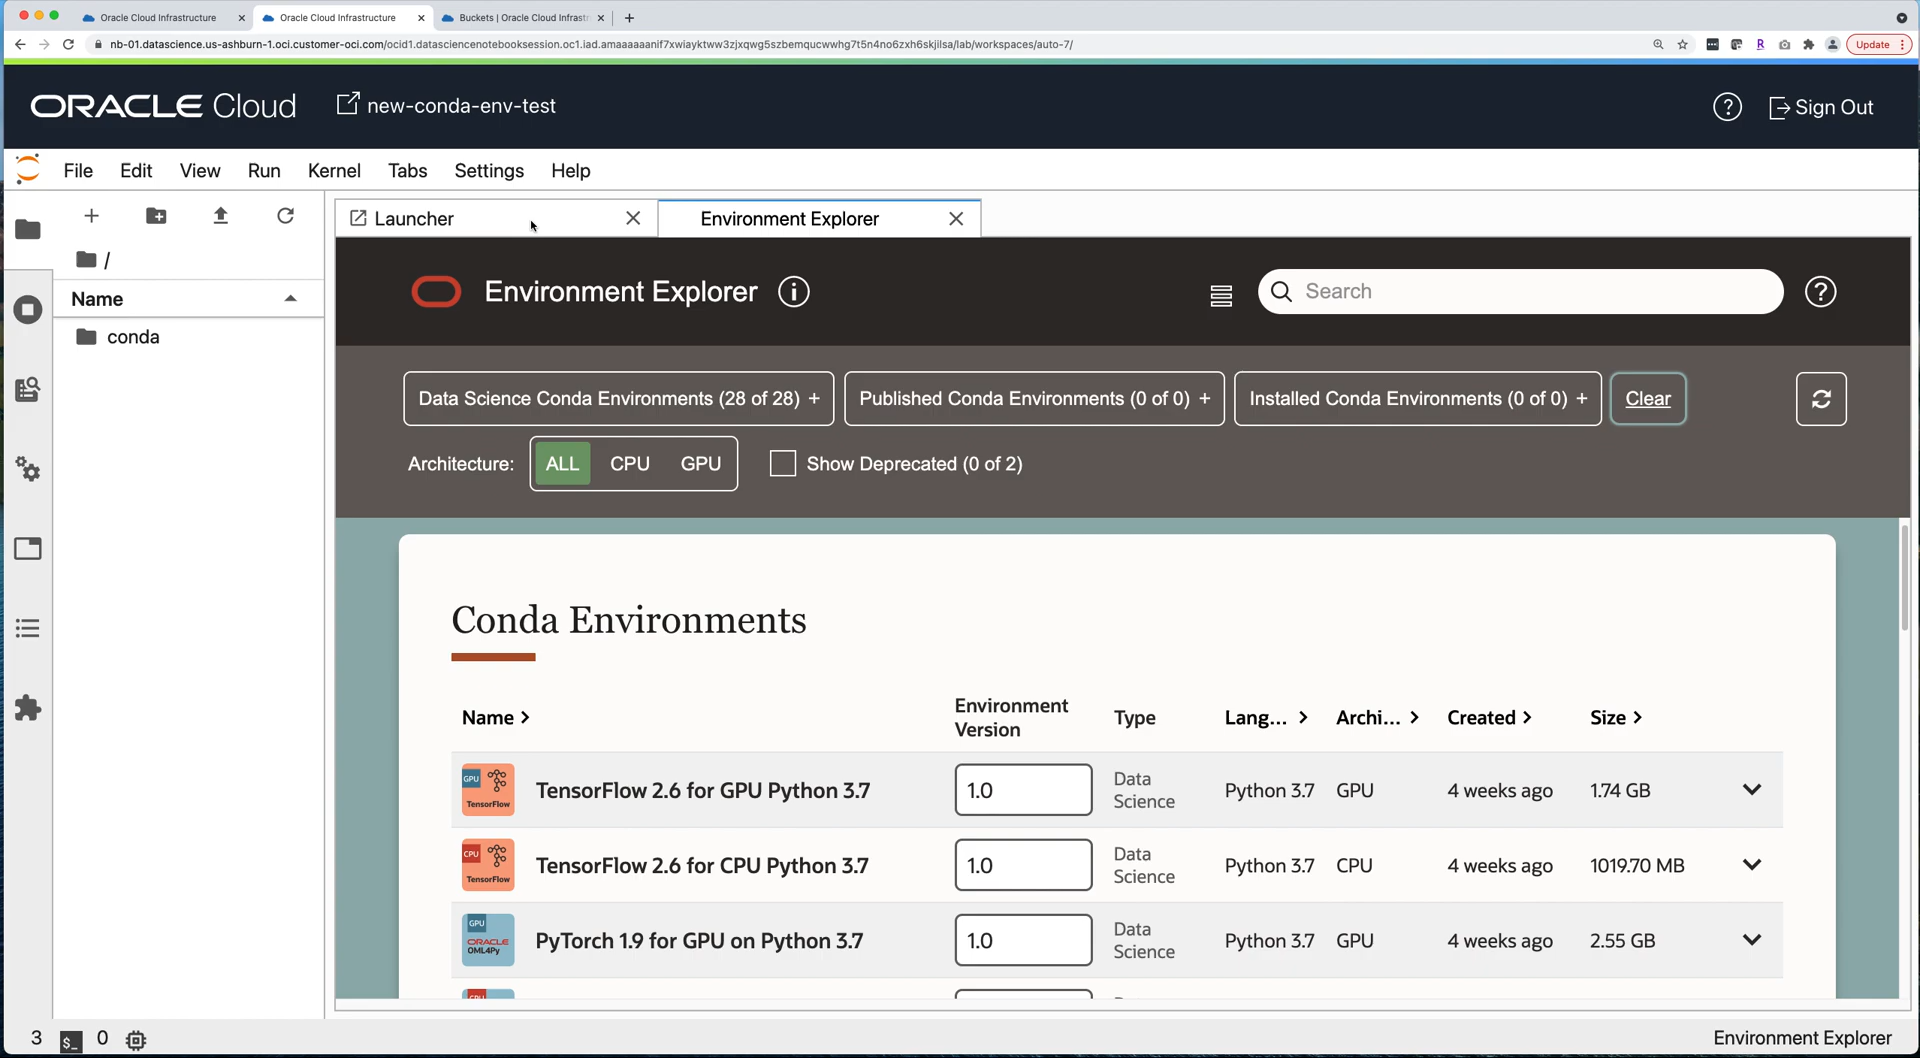 Oracle Cloud Infrastructure
Oracle Cloud Infrastructure
Buckets | Oracle Cloud Infrastr
nb-01.datascience.us-ashburn-1.oci.customer-oci.com/ocid1.datasciencenotebooksession.oc1.iad.amaaaaaanif7xwiayktww3zjxqwg5szbemqucwwhg7t5n4no6zxh6skjilsa/lab/workspaces/auto-7/
Update
ORACLE Cloud
new-conda-env-test
Sign Out
File Edit View Run Kernel Tabs Settings Help
Launcher
Environment Explorer
/
Name
conda
Environment Explorer
Search
Data Science Conda Environments (28 of 28) +
Published Conda Environments (0 of 0) +
Installed Conda Environments (0 of 0) +
Clear
Architecture: ALL CPU GPU
Show Deprecated (0 of 2)
Conda Environments
Name
Environment
Version
Type
Lang...
Archi...
Created
Size
GPU
TensorFlow
TensorFlow 2.6 for GPU Python 3.7
1.0
Data
Science
Python 3.7
GPU
4 weeks ago
1.74 GB
CPU
TensorFlow
TensorFlow 2.6 for CPU Python 3.7
1.0
Data
Science
Python 3.7
CPU
4 weeks ago
1019.70 MB
GPU
ORACLE
OML4Py
PyTorch 1.9 for GPU on Python 3.7
1.0
Data
Science
Python 3.7
GPU
4 weeks ago
2.55 GB
3
$_
0
Environment Explorer